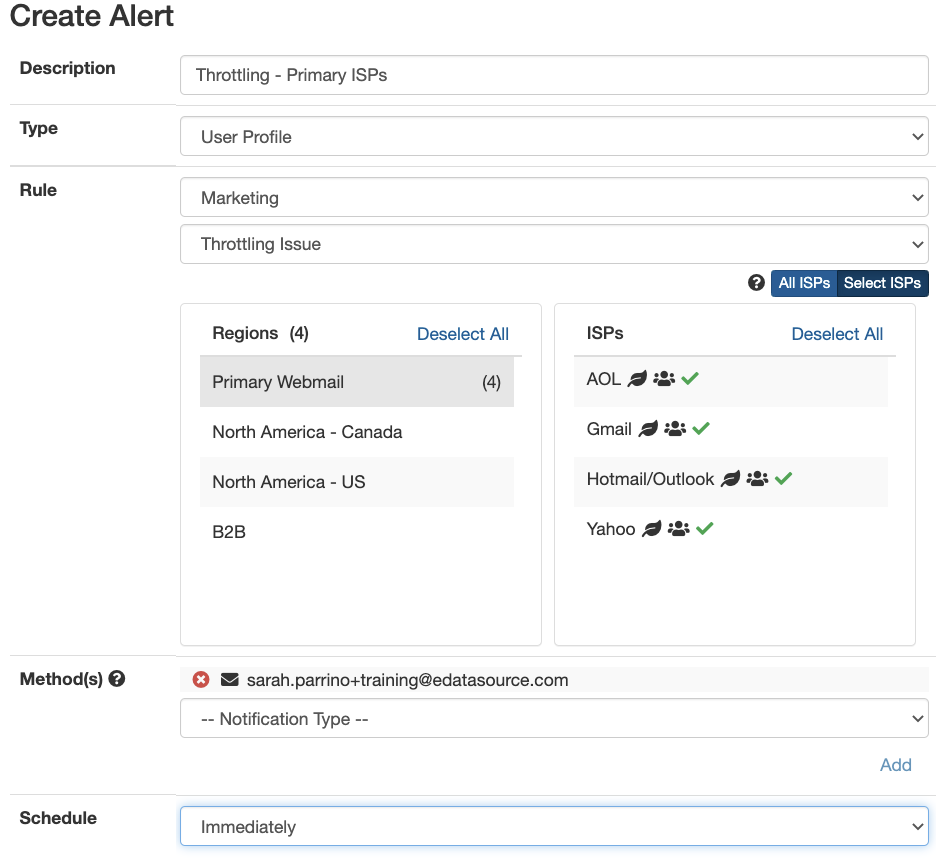 Create Alert
Description
Throttling - Primary ISPs
Type
User Profile
Rule
Marketing
Throttling Issue
? All ISPs Select ISPs
Regions (4) Deselect All
Primary Webmail (4)
North America - Canada
North America - US
B2B
ISPs Deselect All
AOL
Gmail
Hotmail/Outlook
Yahoo
Method(s) ?
sarah.parrino+training@edatasource.com
-- Notification Type --
Add
Schedule
Immediately